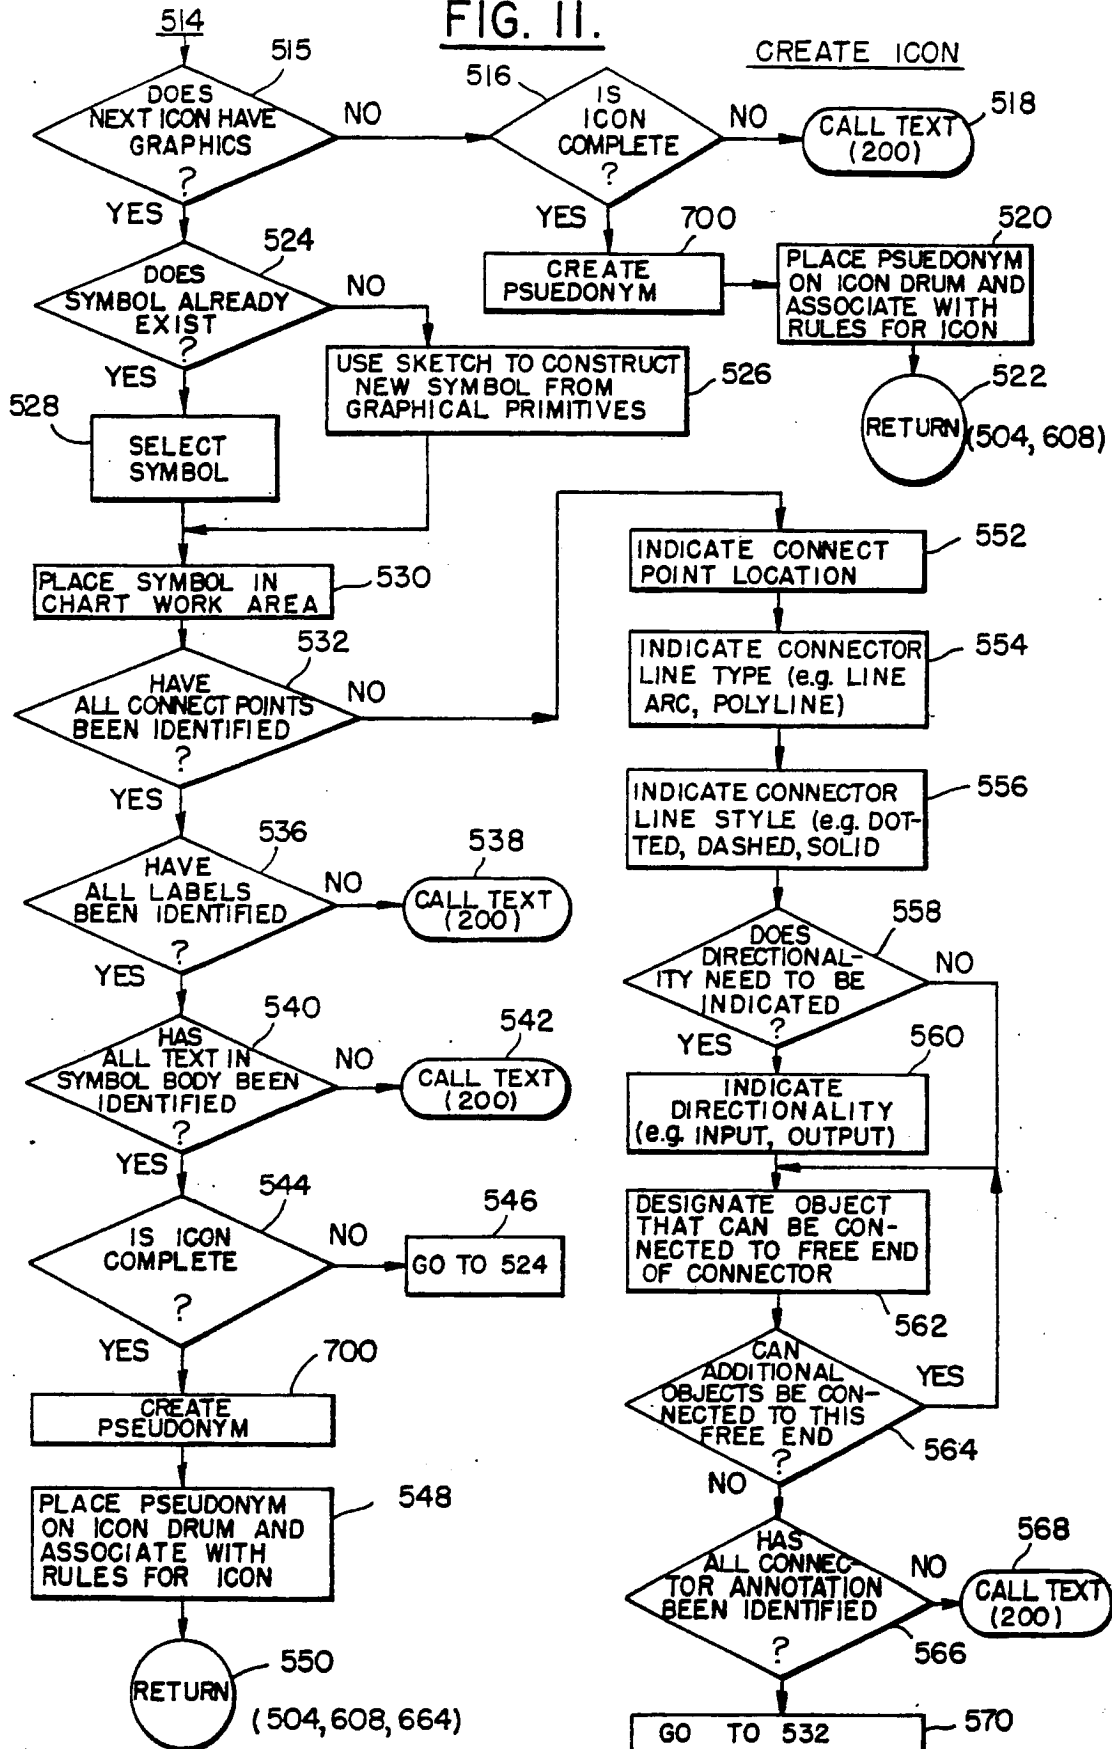 FIG. 11.
CREATE ICON
514
515
DOES
NEXT ICON HAVE
GRAPHICS
?
NO
YES
516
IS
ICON
COMPLETE
?
NO
YES
518
CALL TEXT
(200)
700
CREATE
PSUEDONYM
520
PLACE PSUEDONYM
ON ICON DRUM AND
ASSOCIATE WITH
RULES FOR ICON
522
RETURN
(504, 608)
524
DOES
SYMBOL ALREADY
EXIST
?
NO
YES
526
USE SKETCH TO CONSTRUCT
NEW SYMBOL FROM
GRAPHICAL PRIMITIVES
528
SELECT
SYMBOL
530
PLACE SYMBOL IN
CHART WORK AREA
532
HAVE
ALL CONNECT POINTS
BEEN IDENTIFIED
?
NO
YES
536
HAVE
ALL LABELS
BEEN IDENTIFIED
?
NO
YES
538
CALL TEXT
(200)
540
HAS
ALL TEXT IN
SYMBOL BODY BEEN
IDENTIFIED
?
NO
YES
542
CALL TEXT
(200)
544
IS ICON
COMPLETE
?
NO
YES
546
GO TO 524
700
CREATE
PSEUDONYM
548
PLACE PSEUDONYM
ON ICON DRUM AND
ASSOCIATE WITH
RULES FOR ICON
550
RETURN
(504, 608, 664)
552
INDICATE CONNECT
POINT LOCATION
554
INDICATE CONNECTOR
LINE TYPE (e.g. LINE
ARC, POLYLINE)
556
INDICATE CONNECTOR
LINE STYLE (e.g. DOT-
TED, DASHED, SOLID
558
DOES
DIRECTIONAL-
ITY NEED TO BE
INDICATED
?
NO
YES
560
INDICATE
DIRECTIONALITY
(e.g. INPUT, OUTPUT)
DESIGNATE OBJECT
THAT CAN BE CON-
NECTED TO FREE END
OF CONNECTOR
562
CAN
ADDITIONAL
OBJECTS BE CON-
NECTED TO THIS
FREE END
?
YES
564
NO
HAS
ALL CONNEC-
TOR ANNOTATION
BEEN IDENTIFIED
?
NO
566
568
CALL TEXT
(200)
GO TO 532
570